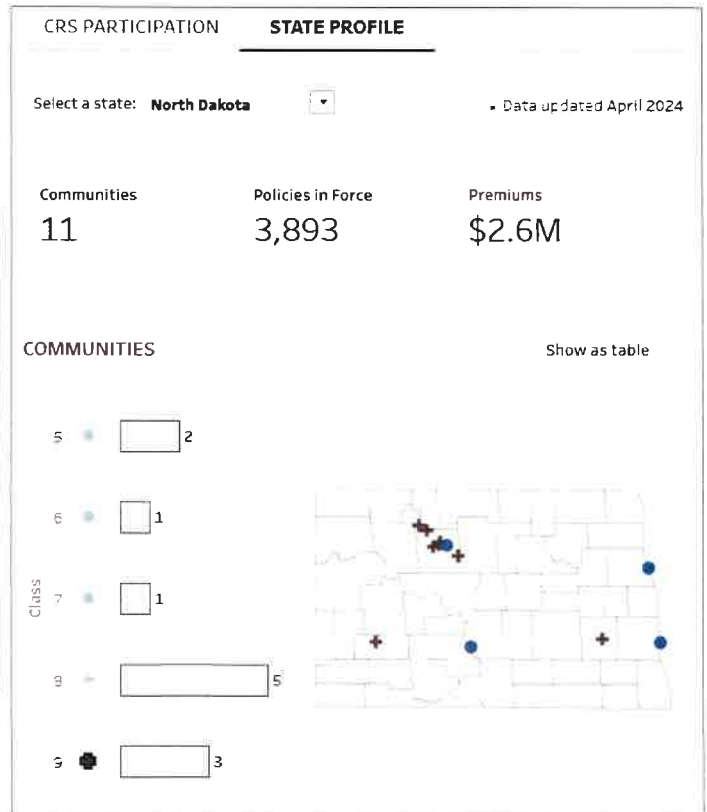 CRS PARTICIPATION STATE PROFILE
Select a state: North Dakota
• Data updated April 2024
Communities Policies in Force Premiums
11 3,893 $2.6M
COMMUNITIES Show as table
Class
5 2
6 1
7 1
8 5
9 3